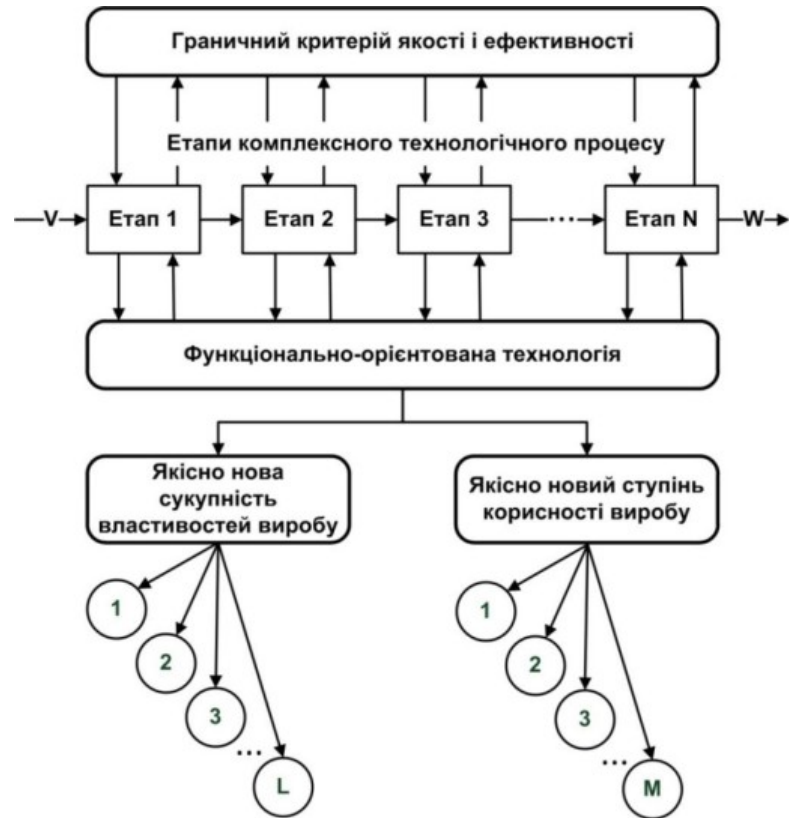 Граничний критерій якості і ефективності
Етапи комплексного технологічного процесу
V
Етап 1
Етап 2
Етап 3
...
Етап N
W
Функціонально-орієнтована технологія
Якісно нова
сукупність
властивостей виробу
Якісно новий ступінь
корисності виробу
1
2
3
...
L
1
2
3
...
M